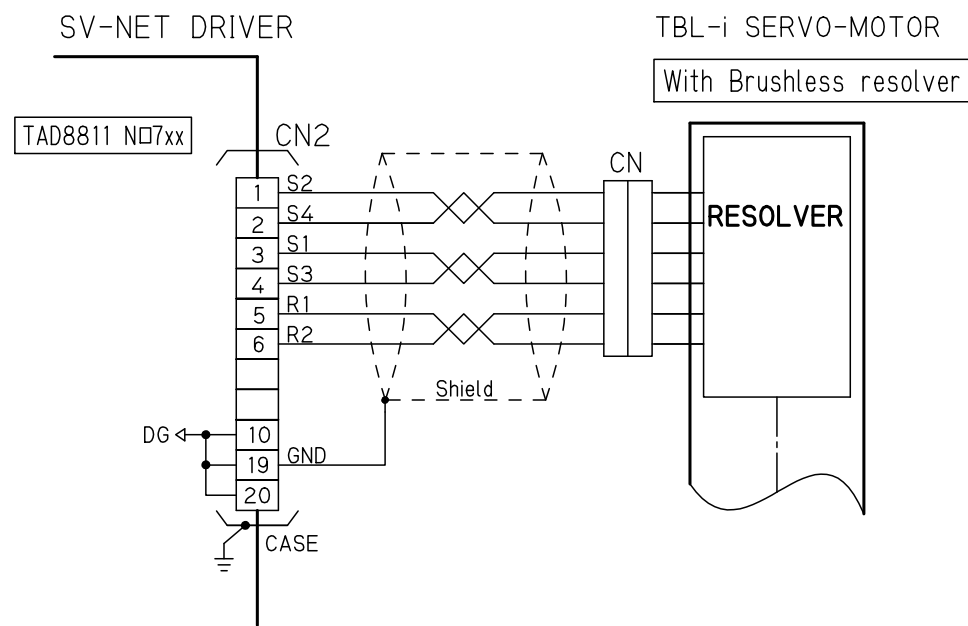 SV-NET DRIVER
TBL-i SERVO-MOTOR
With Brushless resolver
TAD8811 N□7xx
CN2
CN
1 S2
2 S4
RESOLVER
3 S1
4 S3
5 R1
6 R2
Shield
DG 10
19 GND
20
CASE